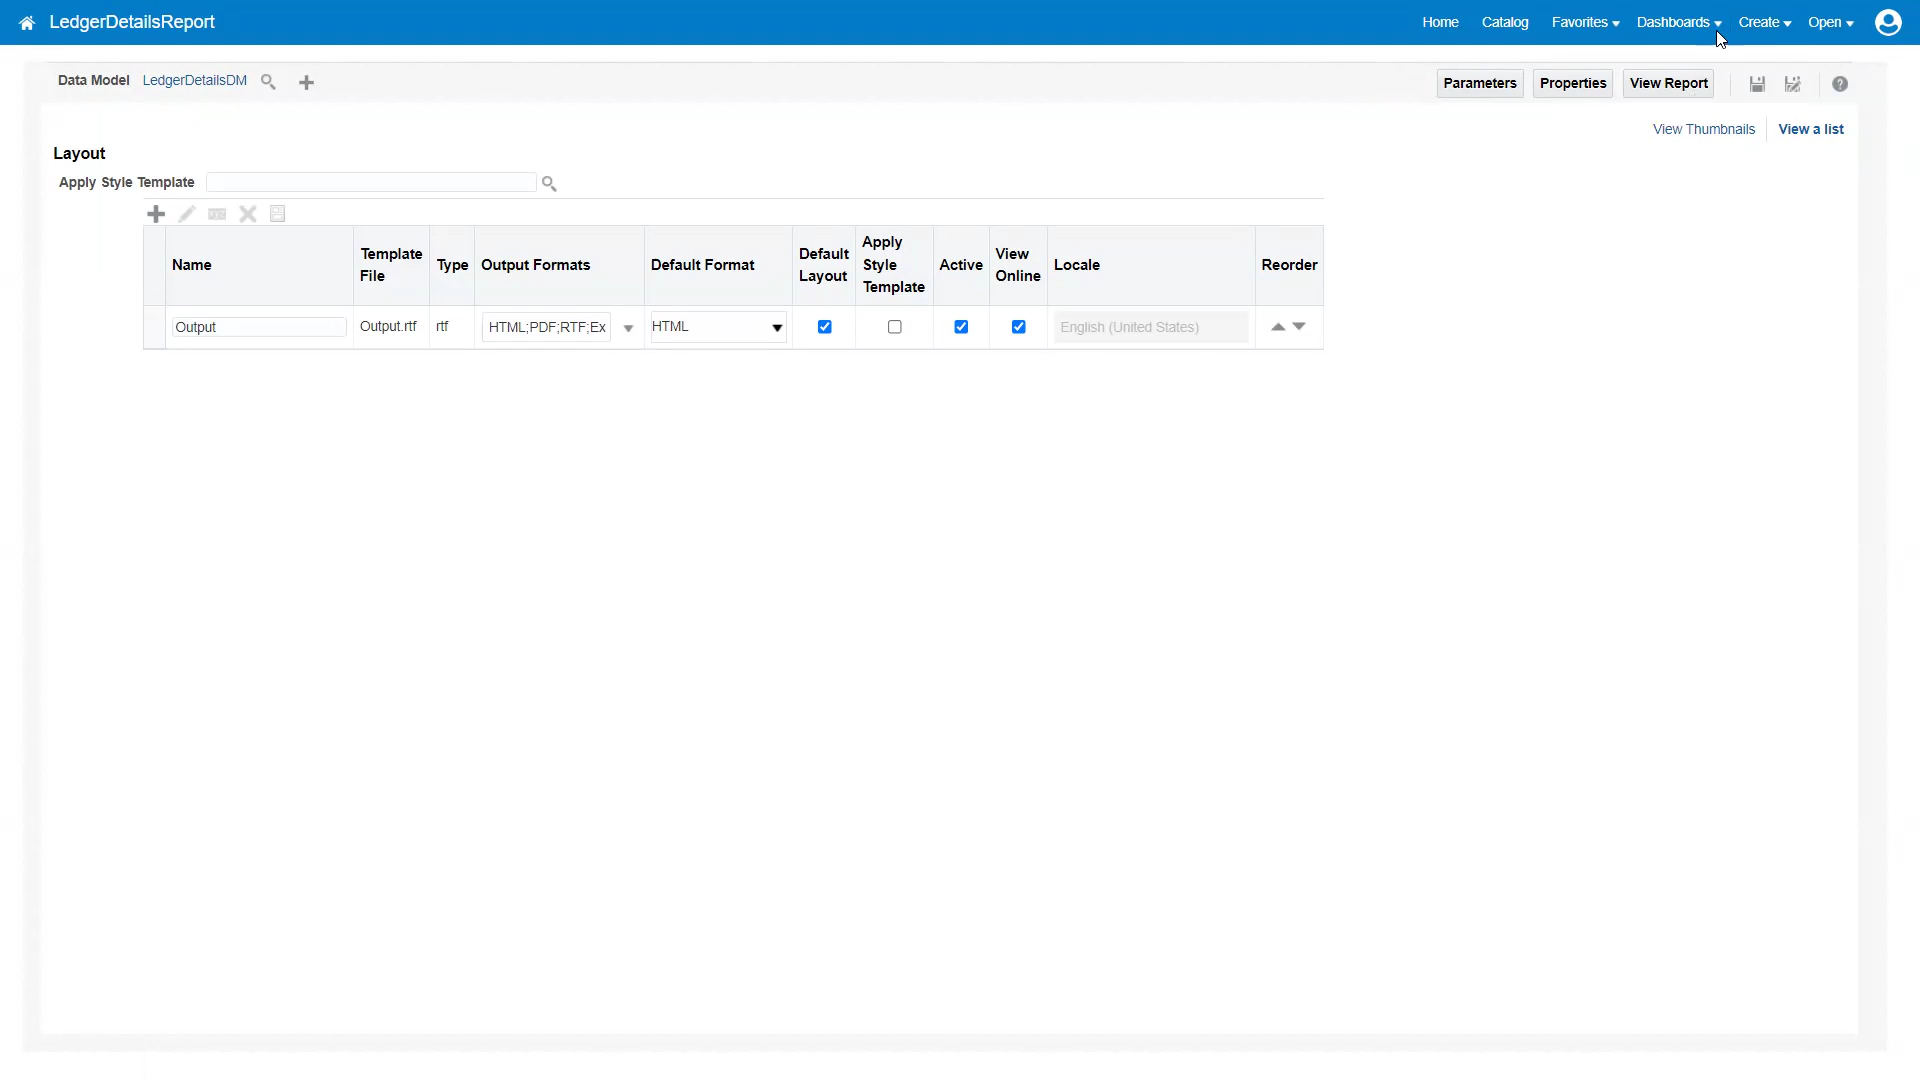 LedgerDetailsReport
Home Catalog Favorites Dashboards Create Open
Data Model LedgerDetailsDM
Parameters Properties View Report
View Thumbnails View a list
Layout
Apply Style Template
Name Template File Type Output Formats Default Format Default Layout Apply Style Template Active View Online Locale Reorder
Output Output.rtf rtf HTML;PDF;RTF;Ex HTML English (United States)